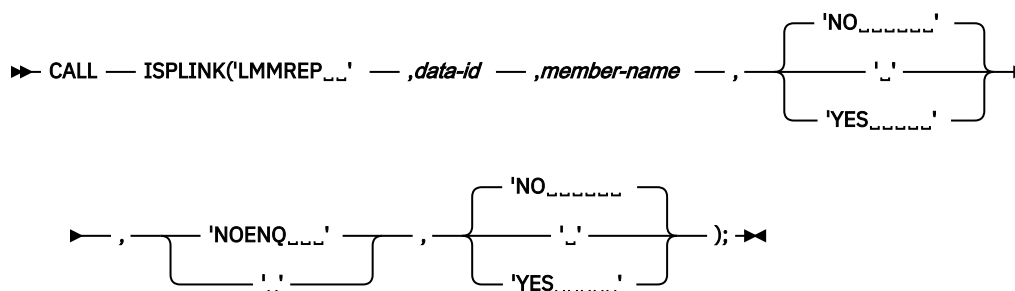 'NO␣␣␣␣␣␣'
CALL ISPLINK('LMMREP␣␣' ,data-id ,member-name , '␣'
'YES␣␣␣␣␣'
'NO␣␣␣␣␣␣
, 'NOENQ␣␣␣' , '␣' );
'␣' 'YES␣␣␣␣␣'